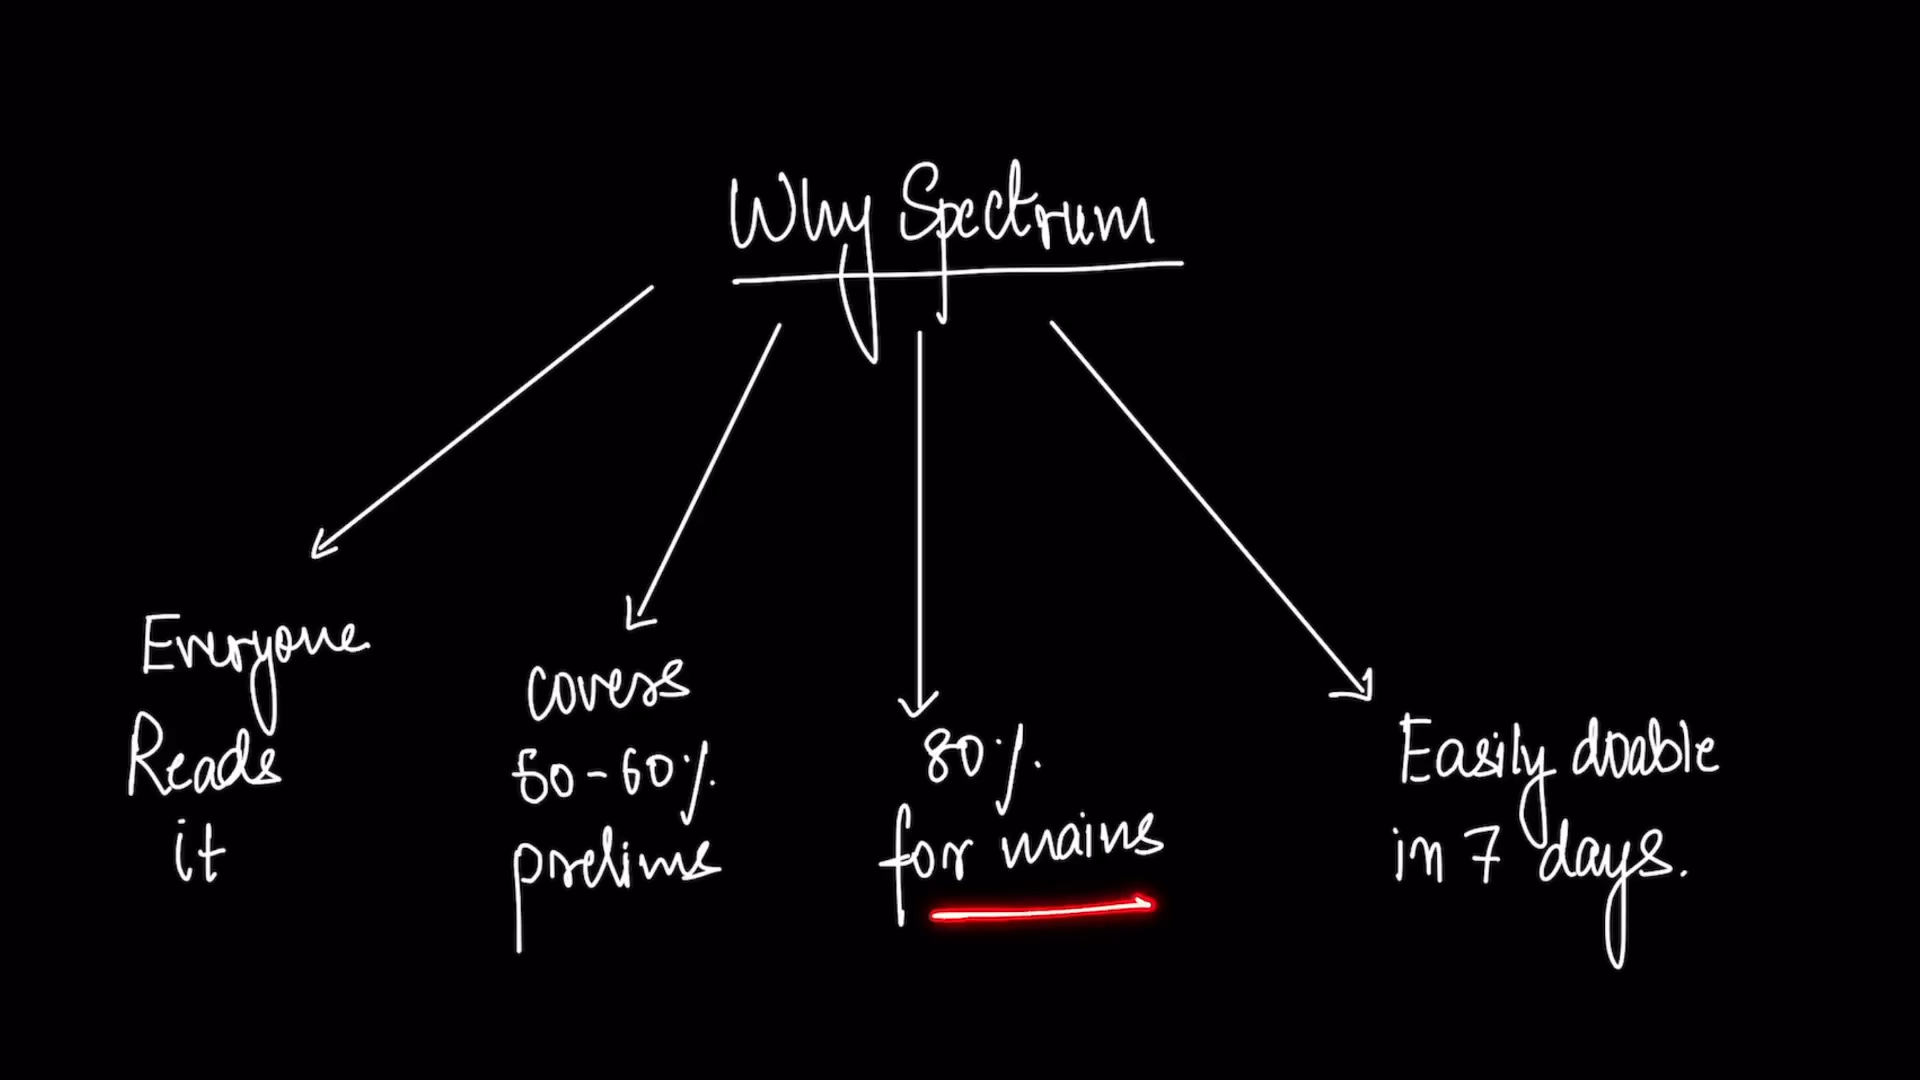 Why Spectrum
Everyone
Reads
it
covers
50-60%
prelims
80%
for mains
Easily doable
in 7 days.